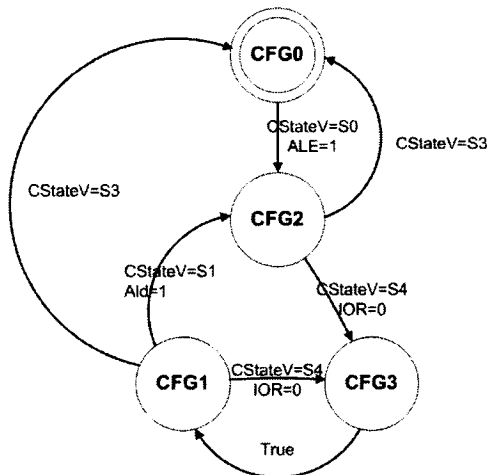 CFG0
CStateV=S0
ALE=1
CStateV=S3
CStateV=S3
CFG2
CStateV=S1
Ald=1
CStateV=S4
IOR=0
CFG1
CStateV=S4
IOR=0
CFG3
True